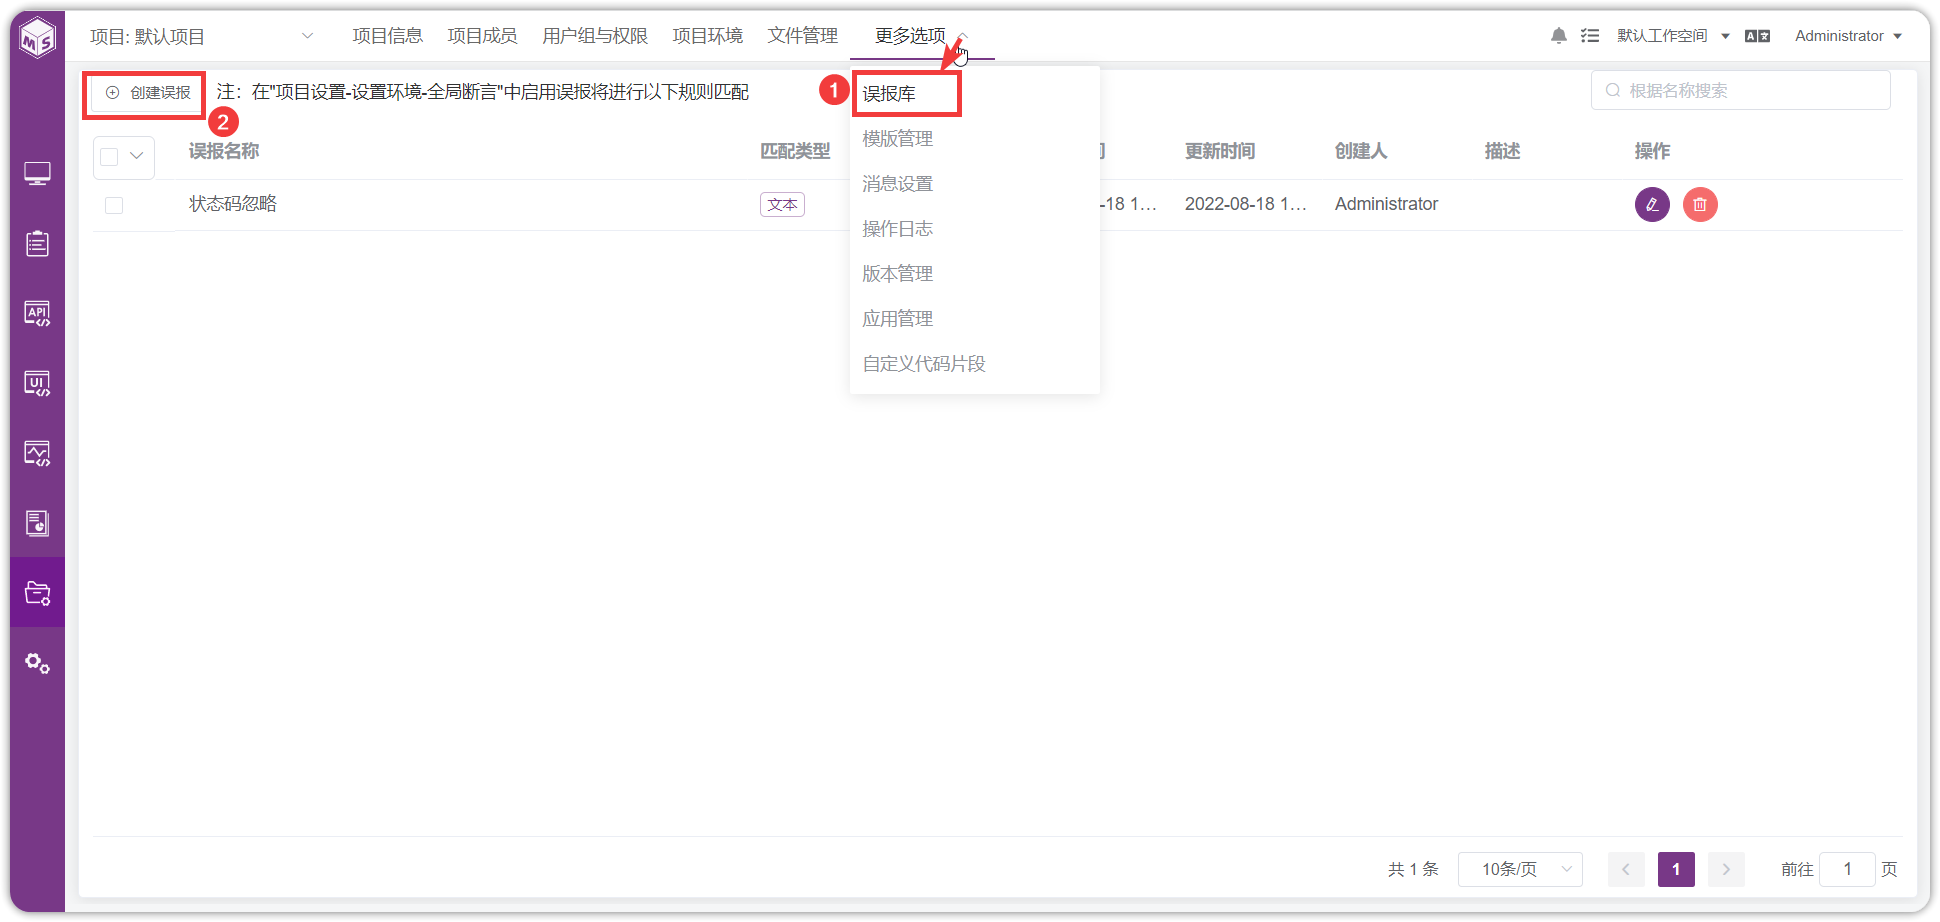 MS
项目: 默认项目
项目信息
项目成员
用户组与权限
项目环境
文件管理
更多选项
默认工作空间
Administrator
创建误报
注：在"项目设置-设置环境-全局断言"中启用误报将进行以下规则匹配
根据名称搜索
1
2
误报库
模版管理
消息设置
操作日志
版本管理
应用管理
自定义代码片段
误报名称
匹配类型
更新时间
创建人
描述
操作
状态码忽略
文本
-18 1...
2022-08-18 1...
Administrator
API
UI
共 1 条
10条/页
1
前往
1
页